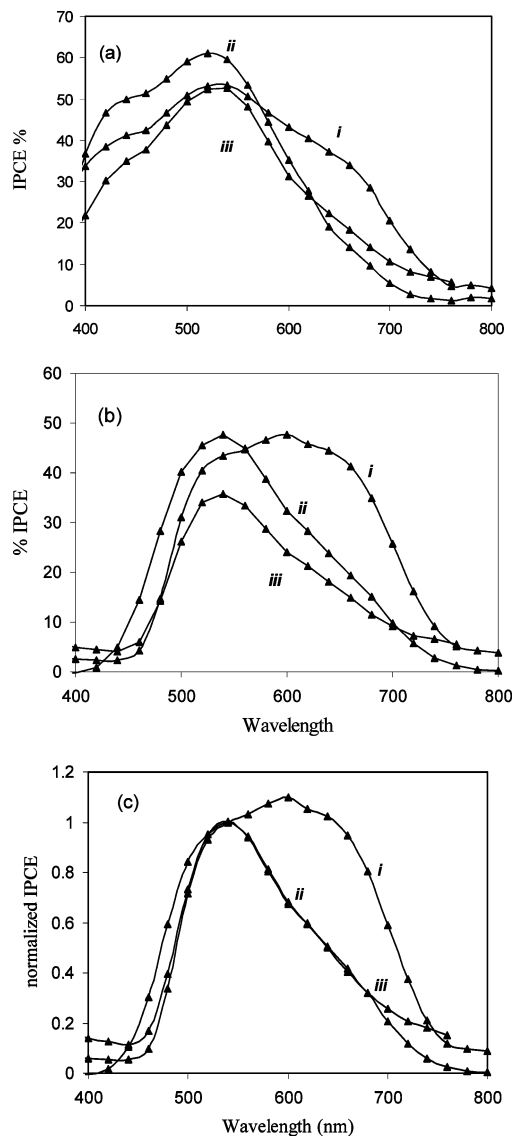 (a)
70
60
50
40
30
20
10
0
IPCE %
ii
i
iii
400 500 600 700 800
(b)
60
50
40
30
20
10
0
% IPCE
i
ii
iii
400 500 600 700 800
Wavelength
(c)
1.2
1
0.8
0.6
0.4
0.2
0
normalized IPCE
i
ii
iii
400 500 600 700 800
Wavelength (nm)